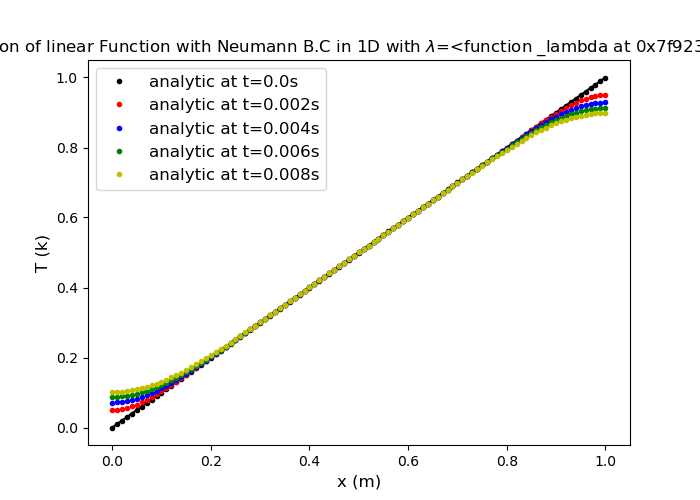 on of linear Function with Neumann B.C in 1D with λ=<function _lambda at 0x7f923
analytic at t=0.0s
analytic at t=0.002s
analytic at t=0.004s
analytic at t=0.006s
analytic at t=0.008s
T (k)
1.0
0.8
0.6
0.4
0.2
0.0
0.0 0.2 0.4 0.6 0.8 1.0
x (m)